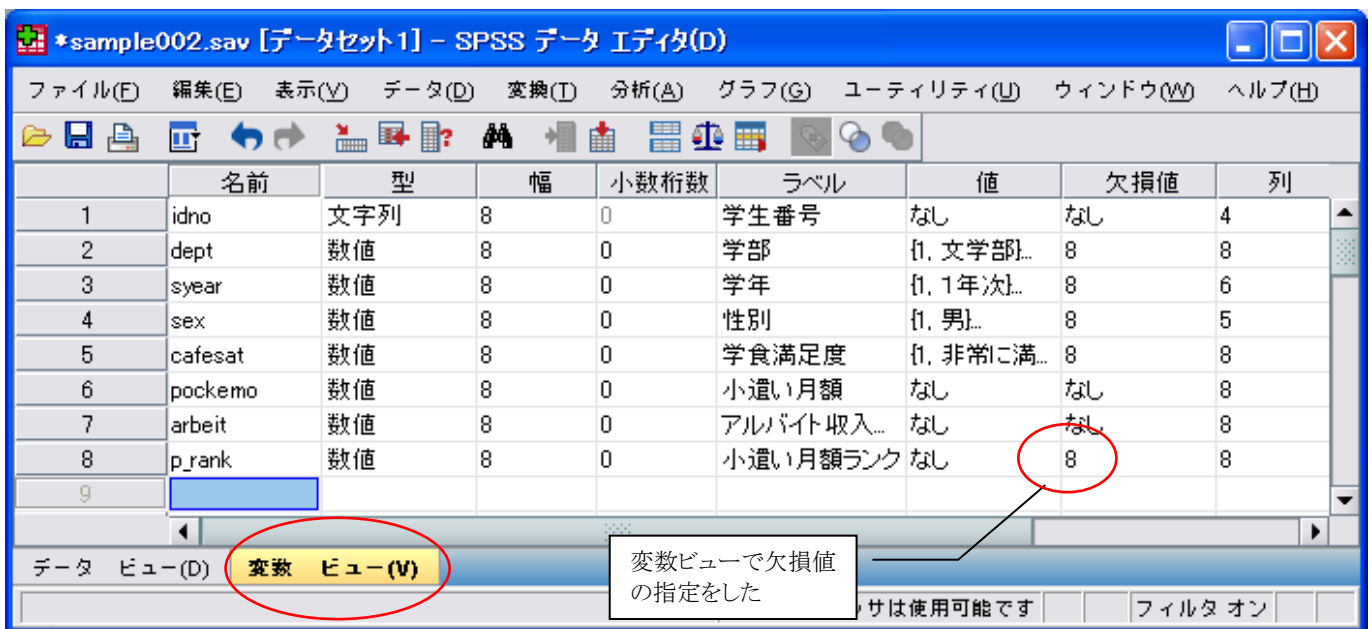 *sample002.sav [データセット1] - SPSS データ エディタ(D)
ファイル(F) 編集(E) 表示(V) データ(D) 変換(T) 分析(A) グラフ(G) ユーティリティ(U) ウィンドウ(W) ヘルプ(H)
名前 型 幅 小数桁数 ラベル 値 欠損値 列
1 idno 文字列 8 0 学生番号 なし なし 4
2 dept 数値 8 0 学部 {1, 文学部}... 8 8
3 syear 数値 8 0 学年 {1, 1年次}... 8 6
4 sex 数値 8 0 性別 {1, 男}... 8 5
5 cafesat 数値 8 0 学食満足度 {1, 非常に満... 8 8
6 pockemo 数値 8 0 小遣い月額 なし なし 8
7 arbeit 数値 8 0 アルバイト収入... なし なし 8
8 p_rank 数値 8 0 小遣い月額ランク なし 8 8
9
データ ビュー(D) 変数 ビュー(V)
変数ビューで欠損値
の指定をした
サは使用可能です フィルタ オン